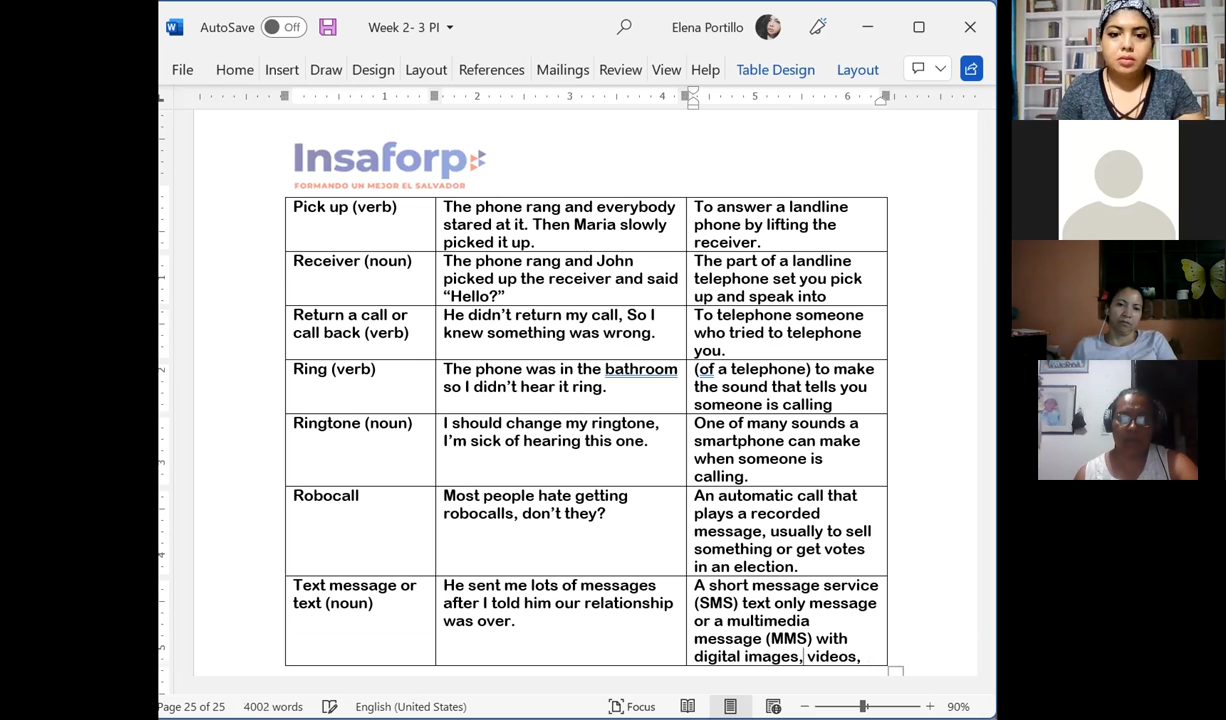 AutoSave Off Week 2- 3 PI Elena Portillo
File Home Insert Draw Design Layout References Mailings Review View Help Table Design Layout
1 2 3 4 5 6
Insaforp
FORMANDO UN MEJOR EL SALVADOR
Pick up (verb)
The phone rang and everybody
stared at it. Then Maria slowly
picked it up.
To answer a landline
phone by lifting the
receiver.
Receiver (noun)
The phone rang and John
picked up the receiver and said
“Hello?”
The part of a landline
telephone set you pick
up and speak into
Return a call or
call back (verb)
He didn’t return my call, So I
knew something was wrong.
To telephone someone
who tried to telephone
you.
Ring (verb)
The phone was in the bathroom
so I didn’t hear it ring.
(of a telephone) to make
the sound that tells you
someone is calling
Ringtone (noun)
I should change my ringtone,
I’m sick of hearing this one.
One of many sounds a
smartphone can make
when someone is
calling.
Robocall
Most people hate getting
robocalls, don’t they?
An automatic call that
plays a recorded
message, usually to sell
something or get votes
in an election.
Text message or
text (noun)
He sent me lots of messages
after I told him our relationship
was over.
A short message service
(SMS) text only message
or a multimedia
message (MMS) with
digital images, videos,
Page 25 of 25 4002 words English (United States) Focus 90%